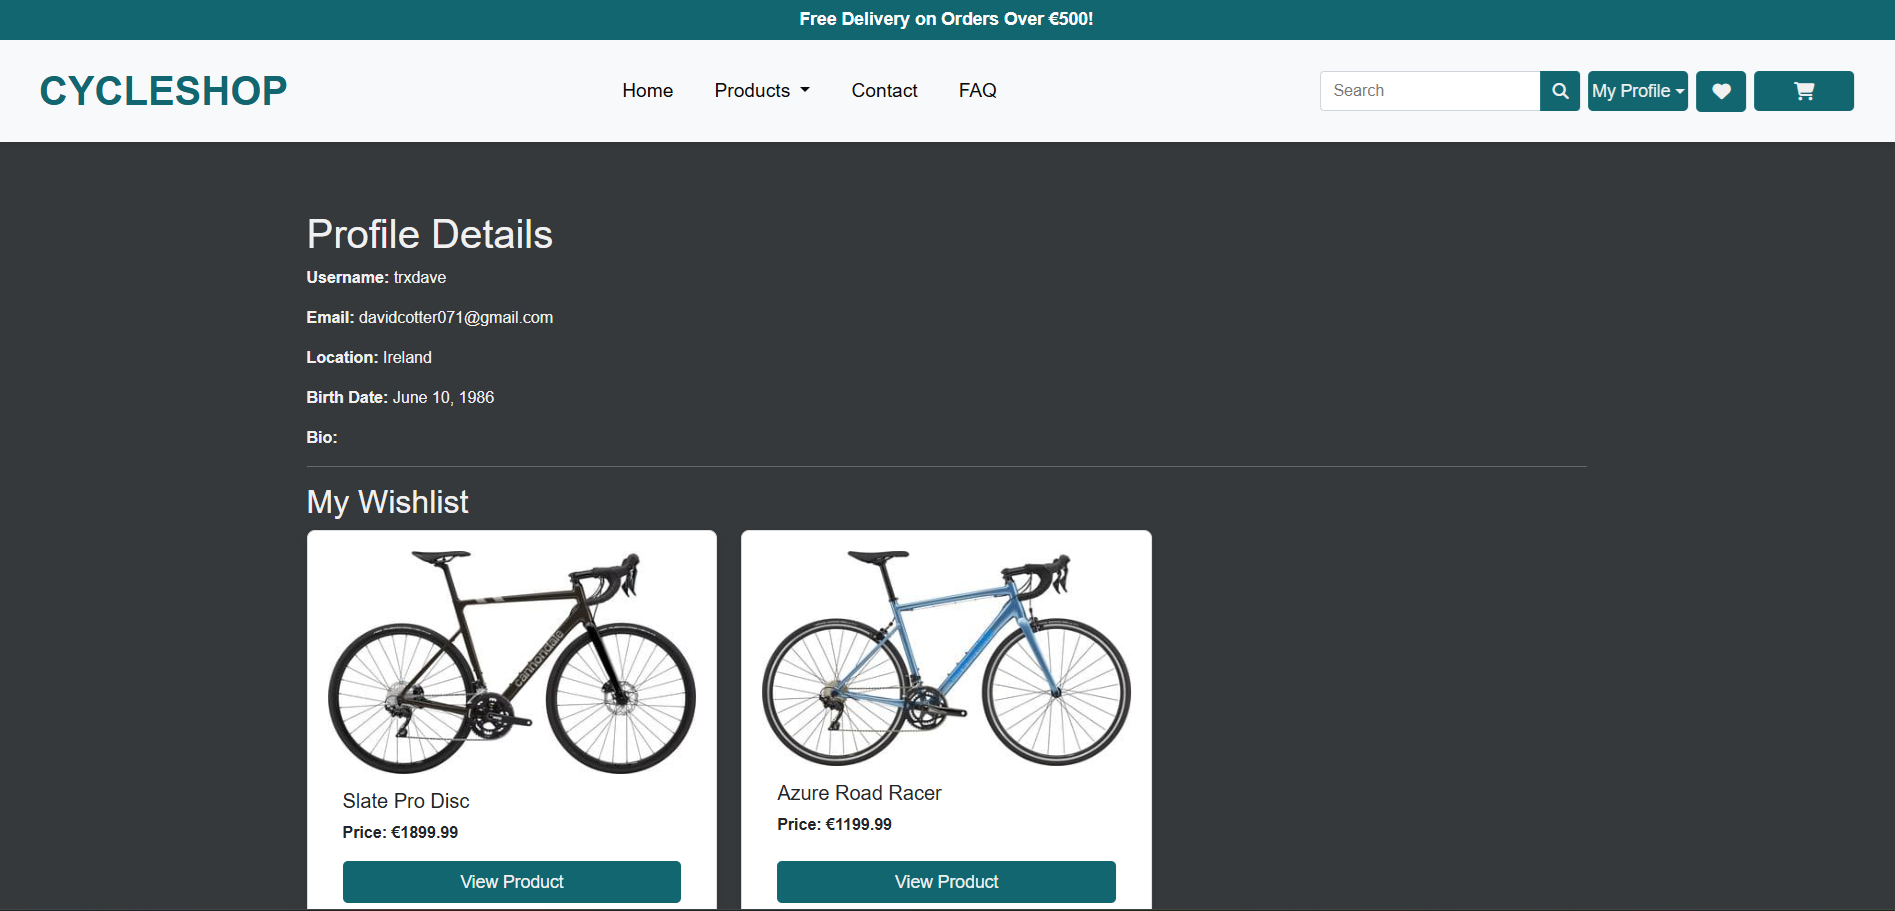 Free Delivery on Orders Over €500!
CYCLESHOP
Home Products Contact FAQ
Search
My Profile
Profile Details
Username: trxdave
Email: davidcotter071@gmail.com
Location: Ireland
Birth Date: June 10, 1986
Bio:
My Wishlist
cannondale
Slate Pro Disc
Price: €1899.99
View Product
Azure Road Racer
Price: €1199.99
View Product